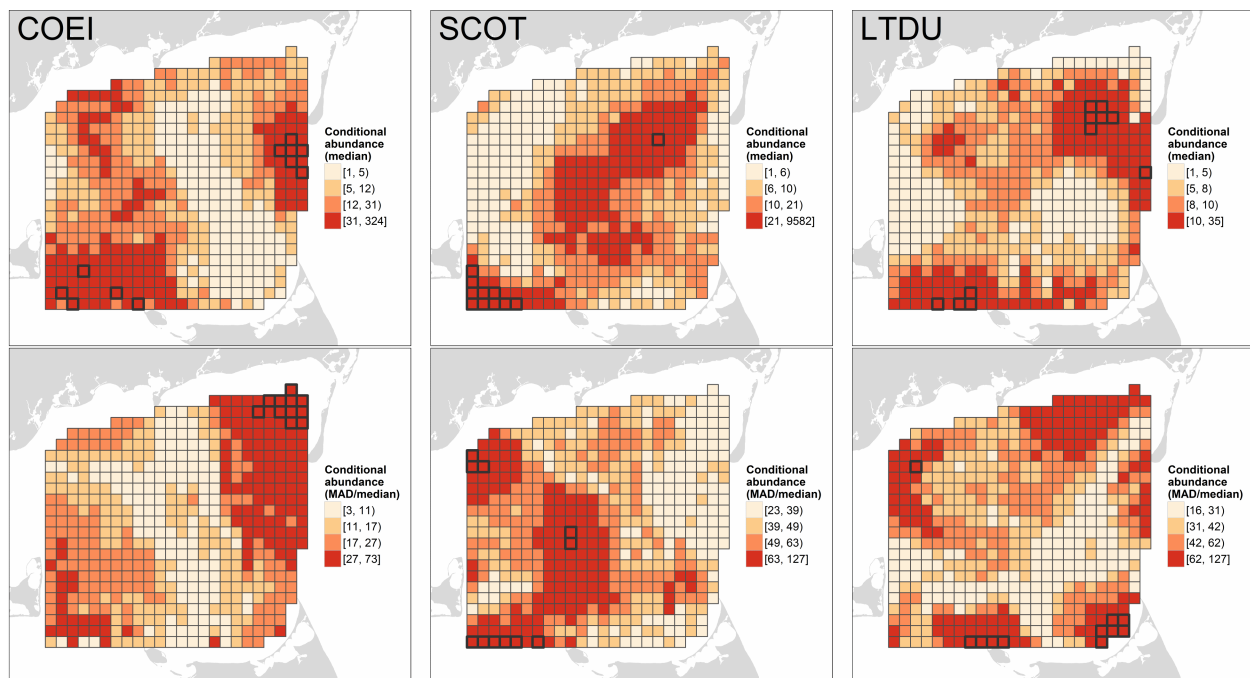 COEI
Conditional
abundance
(median)
[1, 5)
[5, 12)
[12, 31)
[31, 324]
SCOT
Conditional
abundance
(median)
[1, 6)
[6, 10)
[10, 21)
[21, 9582]
LTDU
Conditional
abundance
(median)
[1, 5)
[5, 8)
[8, 10)
[10, 35]
Conditional
abundance
(MAD/median)
[3, 11)
[11, 17)
[17, 27)
[27, 73]
Conditional
abundance
(MAD/median)
[23, 39)
[39, 49)
[49, 63)
[63, 127]
Conditional
abundance
(MAD/median)
[16, 31)
[31, 42)
[42, 62)
[62, 127]